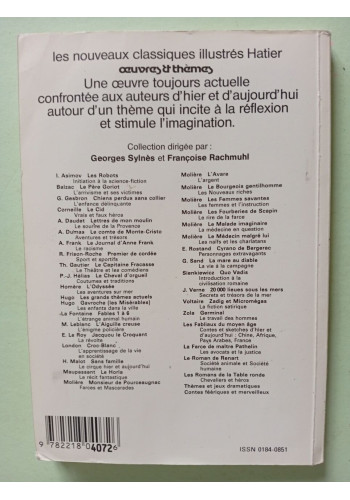 les nouveaux classiques illustrés Hatier
œuvres & thèmes
Une œuvre toujours actuelle
confrontée aux auteurs d'hier et d'aujourd'hui
autour d'un thème qui incite à la réflexion
et stimule l'imagination.
Collection dirigée par :
Georges Sylnès et Françoise Rachmuhl
I. Asimov Les Robots
Initiation à la science-fiction
Balzac Le Père Goriot
L'arrivisme et ses victimes
G. Cesbron Chiens perdus sans collier
L'enfance délinquante
Corneille Le Cid
Vrais et faux héros
A. Daudet Lettres de mon moulin
Le souffle de la Provence
A. Dumas Le comte de Monte-Cristo
Aventures et trésors
A. Frank Le Journal d'Anne Frank
Le racisme
R. Frison-Roche Premier de cordée
Sport et altitude
Th. Gautier Le Capitaine Fracasse
Le Théâtre et les comédiens
P.-J. Hélias Le Cheval d'orgueil
Coutumes et traditions
Homère L'Odyssée
Les aventures sur mer
Hugo Les grands thèmes actuels
Hugo Gavroche (les Misérables)
Les enfants dans la ville
La Fontaine Fables 1 à 6
L'étrange animal humain
M. Leblanc L'Aiguille creuse
L'énigme policière
E. Le Roy Jacquou le Croquant
La révolte
London Croc-Blanc
L'apprentissage de la vie
en société
H. Malot Sans famille
Le cirque hier et aujourd'hui
Maupassant Le Horla
Le récit fantastique
Molière Monsieur de Pourceaugnac
Farces et Mascarades
Molière L'Avare
L'argent
Molière Le Bourgeois gentilhomme
Les Nouveaux riches
Molière Les Femmes savantes
Les femmes et l'instruction
Molière Les Fourberies de Scapin
Le rire de la farce
Molière Le Malade imaginaire
La médecine en question
Molière Le Médecin malgré lui
Les naïfs et les charlatans
E. Rostand Cyrano de Bergerac
Personnages extravagants
G. Sand La mare au diable
La vie à la campagne
Sienkiewicz Quo Vadis
Introduction à la
civilisation romaine
J. Verne 20 000 lieues sous les mers
Secrets et trésors de la mer
Voltaire Zadig et Micromégas
La fiction satirique
Zola Germinal
Le travail des hommes
Les Fabliaux du moyen âge
Contes et sketches d'hier et
d'aujourd'hui : Chine, Afrique,
Pays Arabes, France
La Farce de maître Pathelin
Les avocats et la justice
Le Roman de Renart
Société animale et Société
humaine
Les Romans de la Table ronde
Chevaliers et héros
Thèmes et jeux dramatiques
Contes féeriques et merveilleux
9 782218 040726
ISSN 0184-0851